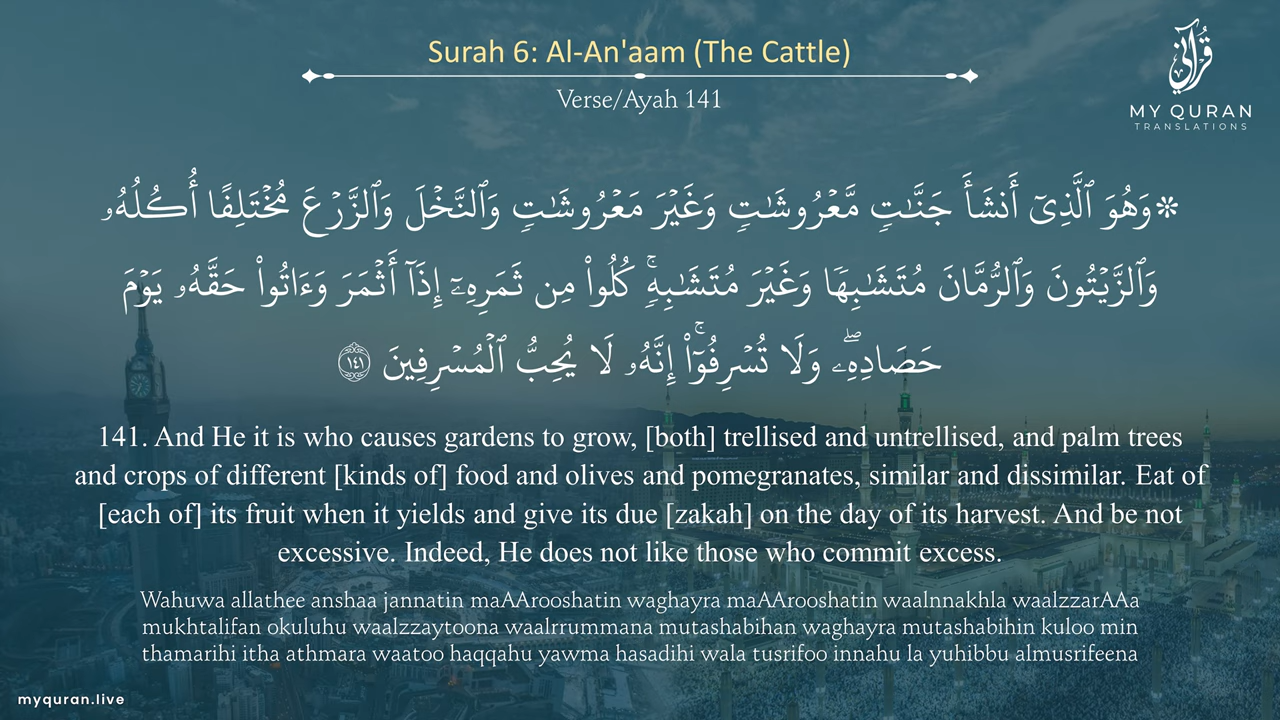 Surah 6: Al-An'aam (The Cattle)
Verse/Ayah 141
قرآني
MY QURAN
TRANSLATIONS
۞وَهُوَ ٱلَّذِيٓ أَنشَأَ جَنَّـٰتٖ مَّعۡرُوشَـٰتٖ وَغَيۡرَ مَعۡرُوشَـٰتٖ وَٱلنَّخۡلَ وَٱلزَّرۡعَ مُخۡتَلِفًا أُكُلُهُۥ
وَٱلزَّيۡتُونَ وَٱلرُّمَّانَ مُتَشَـٰبِهٗا وَغَيۡرَ مُتَشَـٰبِهٖۚ كُلُواْ مِن ثَمَرِهِۦٓ إِذَآ أَثۡمَرَ وَءَاتُواْ حَقَّهُۥ يَوۡمَ
حَصَادِهِۦۖ وَلَا تُسۡرِفُوٓاْۚ إِنَّهُۥ لَا يُحِبُّ ٱلۡمُسۡرِفِينَ ١٤١
141. And He it is who causes gardens to grow, [both] trellised and untrellised, and palm trees
and crops of different [kinds of] food and olives and pomegranates, similar and dissimilar. Eat of
[each of] its fruit when it yields and give its due [zakah] on the day of its harvest. And be not
excessive. Indeed, He does not like those who commit excess.
Wahuwa allathee anshaa jannatin maAArooshatin waghayra maAArooshatin waalnnakhla waalzzarAAa
mukhtalifan okuluhu waalzzaytoona waalrrummana mutashabihan waghayra mutashabihin kuloo min
thamarihi itha athmara waatoo haqqahu yawma hasadihi wala tusrifoo innahu la yuhibbu almusrifeena
myquran.live